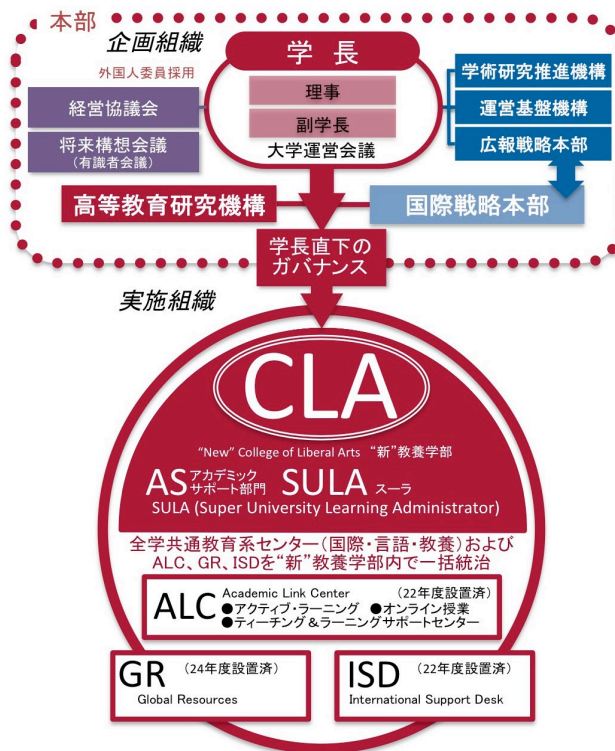 本部
企画組織
外国人委員採用
学 長
理事
副学長
大学運営会議
経営協議会
将来構想会議
(有識者会議)
学術研究推進機構
運営基盤機構
広報戦略本部
高等教育研究機構
国際戦略本部
学長直下の
ガバナンス
実施組織
CLA
"New" College of Liberal Arts “新”教養学部
AS アカデミック
サポート部門
SULA スーラ
SULA (Super University Learning Administrator)
全学共通教育系センター(国際・言語・教養)および
ALC、GR、ISDを“新”教養学部内で一括統治
ALC Academic Link Center (22年度設置済)
●アクティブ・ラーニング ●オンライン授業
●ティーチング&ラーニングサポートセンター
GR (24年度設置済)
Global Resources
ISD (22年度設置済)
International Support Desk